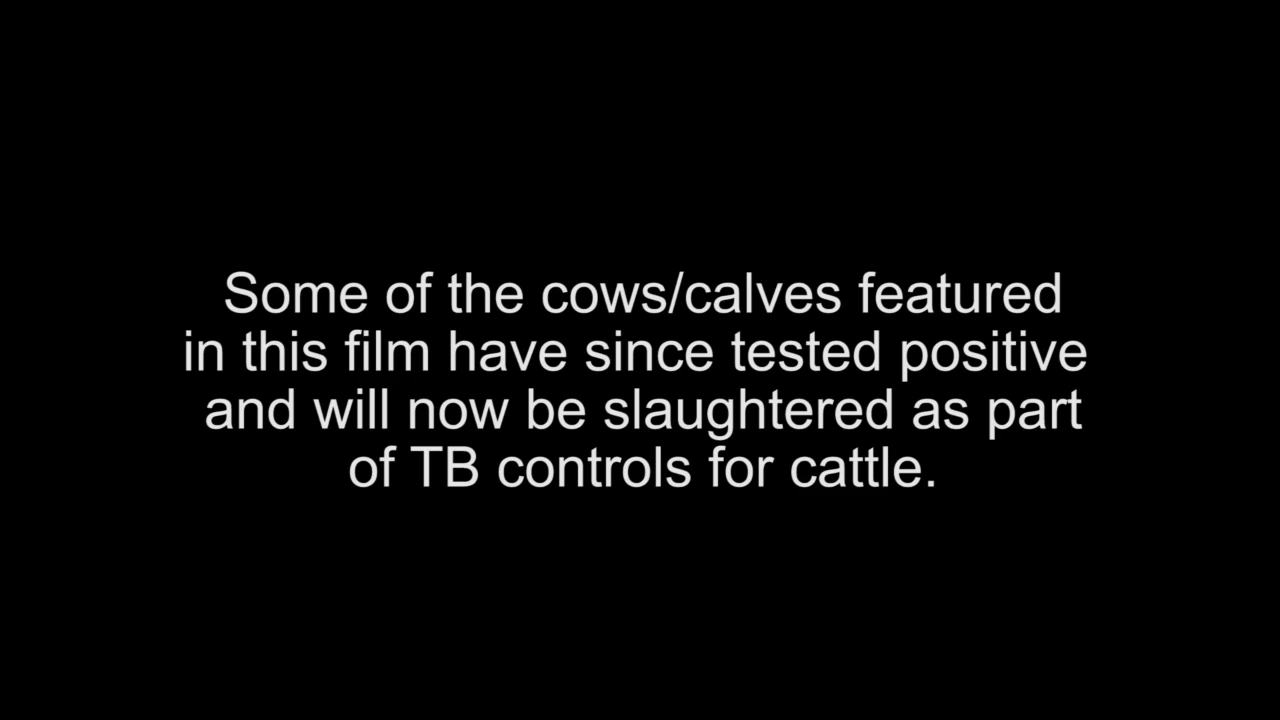 Some of the cows/calves featured
in this film have since tested positive
and will now be slaughtered as part
of TB controls for cattle.